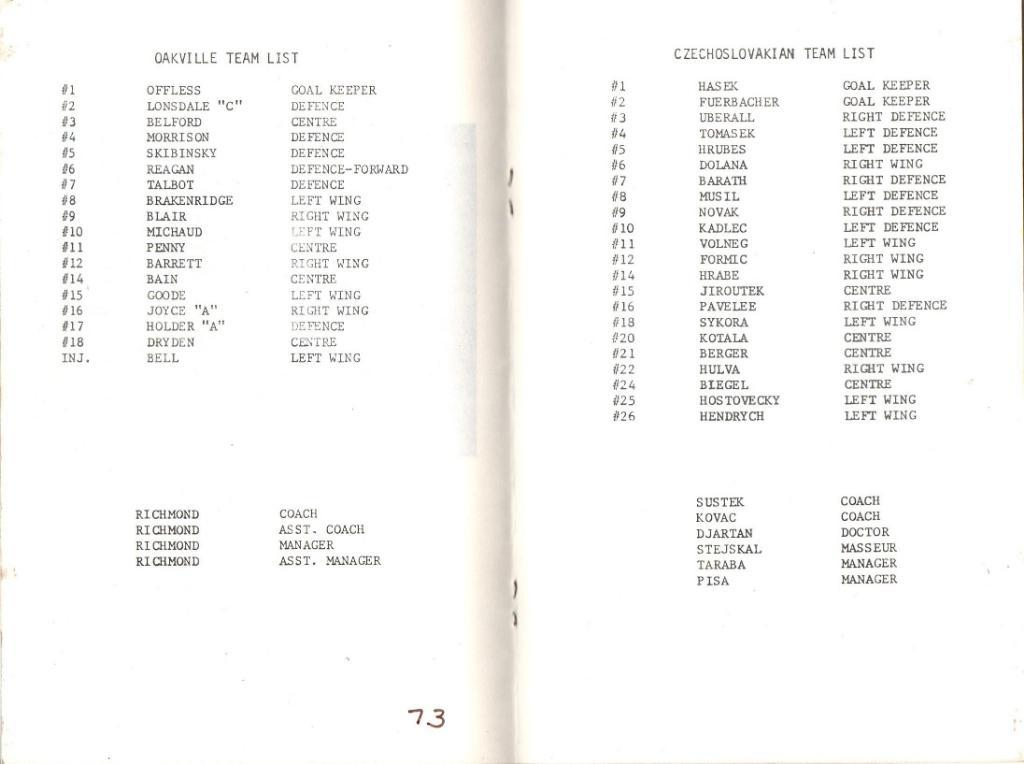 OAKVILLE TEAM LIST
#1 OFFLESS GOAL KEEPER
#2 LONSDALE "C" DEFENCE
#3 BELFORD CENTRE
#4 MORRISON DEFENCE
#5 SKIBINSKY DEFENCE
#6 REAGAN DEFENCE-FORWARD
#7 TALBOT DEFENCE
#8 BRAKENRIDGE LEFT WING
#9 BLAIR RIGHT WING
#10 MICHAUD LEFT WING
#11 PENNY CENTRE
#12 BARRETT RIGHT WING
#14 BAIN CENTRE
#15 GOODE LEFT WING
#16 JOYCE "A" RIGHT WING
#17 HOLDER "A" DEFENCE
#18 DRYDEN CENTRE
INJ. BELL LEFT WING
RICHMOND COACH
RICHMOND ASST. COACH
RICHMOND MANAGER
RICHMOND ASST. MANAGER
73
CZECHOSLOVAKIAN TEAM LIST
#1 HASEK GOAL KEEPER
#2 FUERBACHER GOAL KEEPER
#3 UBERALL RIGHT DEFENCE
#4 TOMASEK LEFT DEFENCE
#5 HRUBES LEFT DEFENCE
#6 DOLANA RIGHT WING
#7 BARATH RIGHT DEFENCE
#8 MUSIL LEFT DEFENCE
#9 NOVAK RIGHT DEFENCE
#10 KADLEC LEFT DEFENCE
#11 VOLNEG LEFT WING
#12 FORMIC RIGHT WING
#14 HRABE RIGHT WING
#15 JIROUTEK CENTRE
#16 PAVELEE RIGHT DEFENCE
#18 SYKORA LEFT WING
#20 KOTALA CENTRE
#21 BERGER CENTRE
#22 HULVA RIGHT WING
#24 BIEGEL CENTRE
#25 HOSTOVECKY LEFT WING
#26 HENDRYCH LEFT WING
SUSTEK COACH
KOVAC COACH
DJARTAN DOCTOR
STEJSKAL MASSEUR
TARABA MANAGER
PISA MANAGER